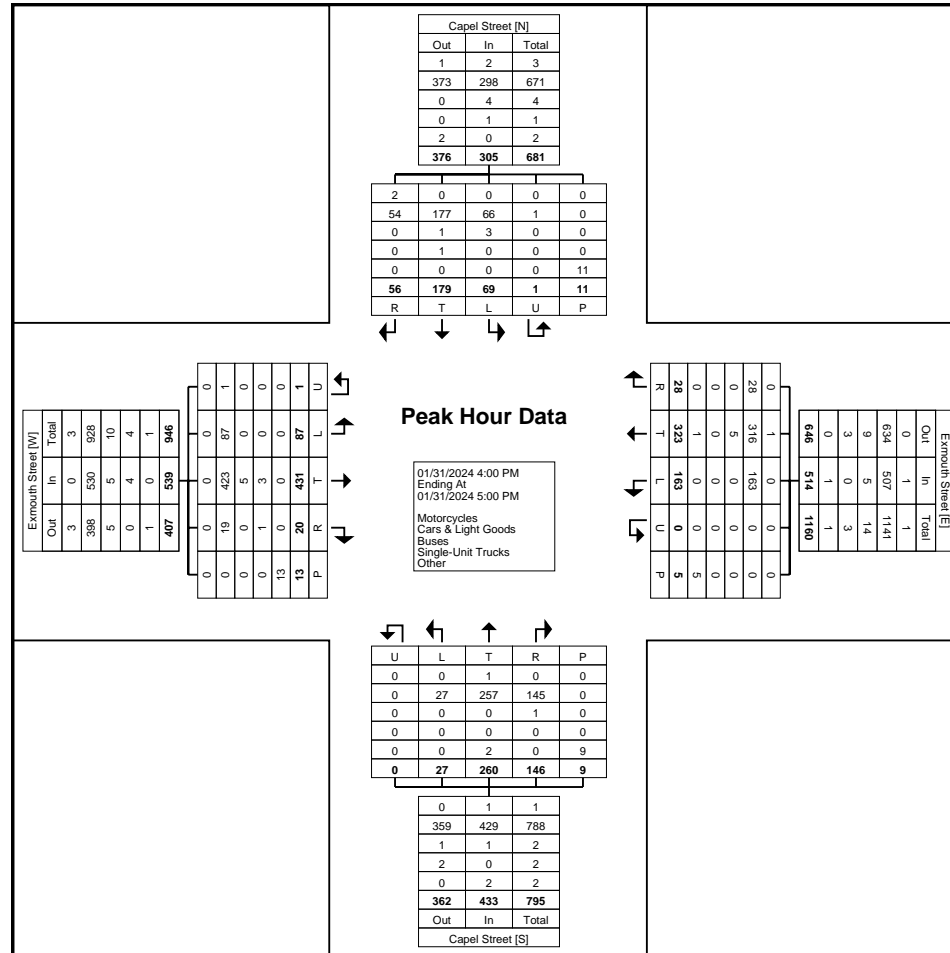 Capel Street [N]
Out In Total
1 2 3
373 298 671
0 4 4
0 1 1
2 0 2
376 305 681
2 0 0 0 0
54 177 66 1 0
0 1 3 0 0
0 1 0 0 0
0 0 0 0 11
56 179 69 1 11
R T L U P
Exmouth Street [W]
Out In Total
3 0 3
398 530 928
5 5 10
0 4 4
1 0 1
407 539 946
0 0 0 0 0
0 19 423 87 1
0 0 5 0 0
0 1 3 0 0
13 0 0 0 0
13 20 431 87 1
P R T L U
Peak Hour Data
01/31/2024 4:00 PM
Ending At
01/31/2024 5:00 PM
Motorcycles
Cars & Light Goods
Buses
Single-Unit Trucks
Other
Exmouth Street [E]
Out In Total
0 1 1
634 507 1141
9 5 14
3 0 3
0 1 1
646 514 1160
0 1 0 0 0
28 316 163 0 0
0 5 0 0 0
0 0 0 0 0
0 1 0 0 5
28 323 163 0 5
R T L U P
U L T R P
0 0 1 0 0
0 27 257 145 0
0 0 0 1 0
0 0 0 0 0
0 0 2 0 9
0 27 260 146 9
0 1 1
359 429 788
1 1 2
2 0 2
0 2 2
362 433 795
Out In Total
Capel Street [S]